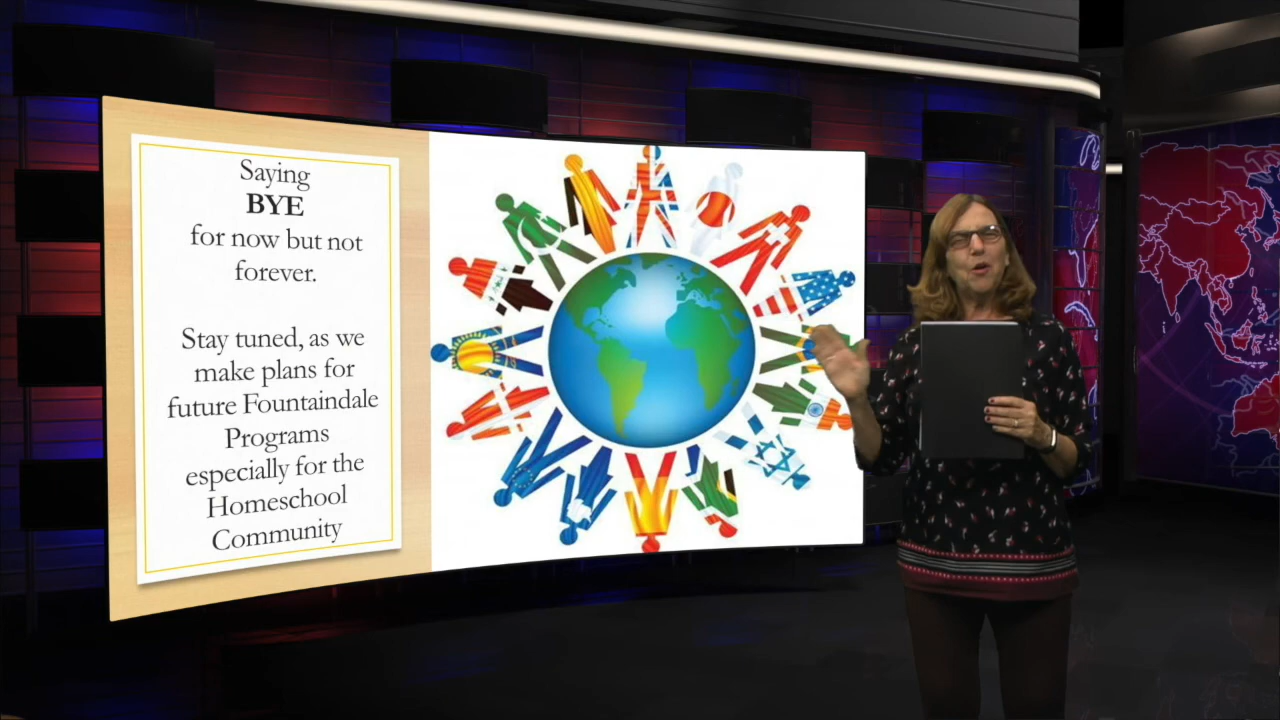 Saying
BYE
for now but not
forever.
Stay tuned, as we
make plans for
future Fountaindale
Programs
especially for the
Homeschool
Community